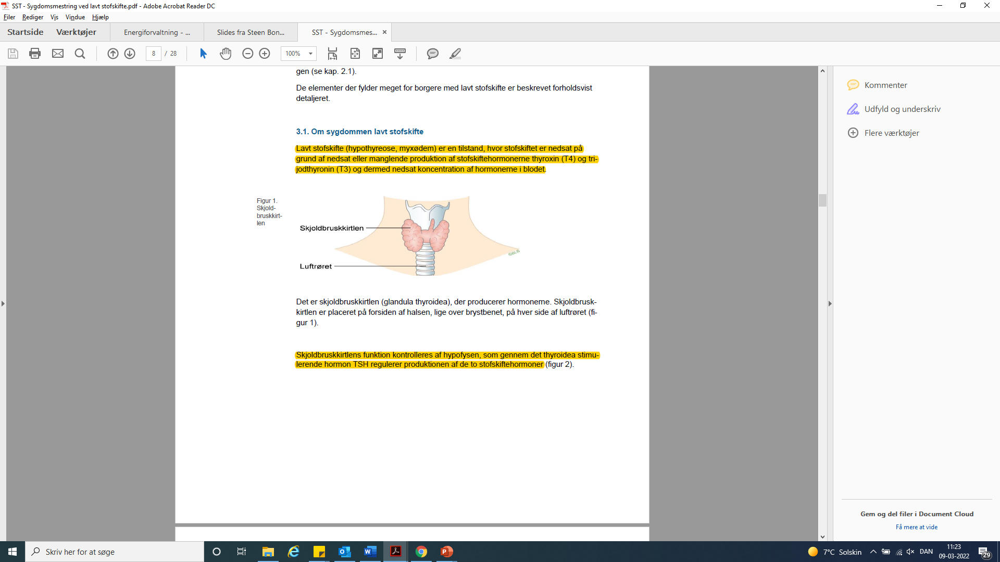 SST - Sygdomsmestring ved lavt stofskifte.pdf - Adobe Acrobat Reader DC
Filer Rediger Vis Vindue Hjælp
Startside Værktøjer Energiforvaltning - ... Slides fra Steen Bon... SST - Sygdomsmes...
8 / 28 100%
gen (se kap. 2.1).
De elementer der fylder meget for borgere med lavt stofskifte er beskrevet forholdsvist
detaljeret.
3.1. Om sygdommen lavt stofskifte
Lavt stofskifte (hypothyreose, myxødem) er en tilstand, hvor stofskiftet er nedsat på
grund af nedsat eller manglende produktion af stofskiftehormonerne thyroxin (T4) og tri-
jodthyronin (T3) og dermed nedsat koncentration af hormonerne i blodet.
Figur 1.
Skjold-
bruskkirt-
len
Skjoldbruskkirtlen
Luftrøret
©BLB
Det er skjoldbruskkirtlen (glandula thyroidea), der producerer hormonerne. Skjoldbrusk-
kirtlen er placeret på forsiden af halsen, lige over brystbenet, på hver side af luftrøret (fi-
gur 1).
Skjoldbruskkirtlens funktion kontrolleres af hypofysen, som gennem det thyroidea stimu-
lerende hormon TSH regulerer produktionen af de to stofskiftehormoner (figur 2).
Kommenter
Udfyld og underskriv
Flere værktøjer
Gem og del filer i Document Cloud
Få mere at vide
Skriv her for at søge
7°C Solskin
DAN
11:23
09-03-2022
29